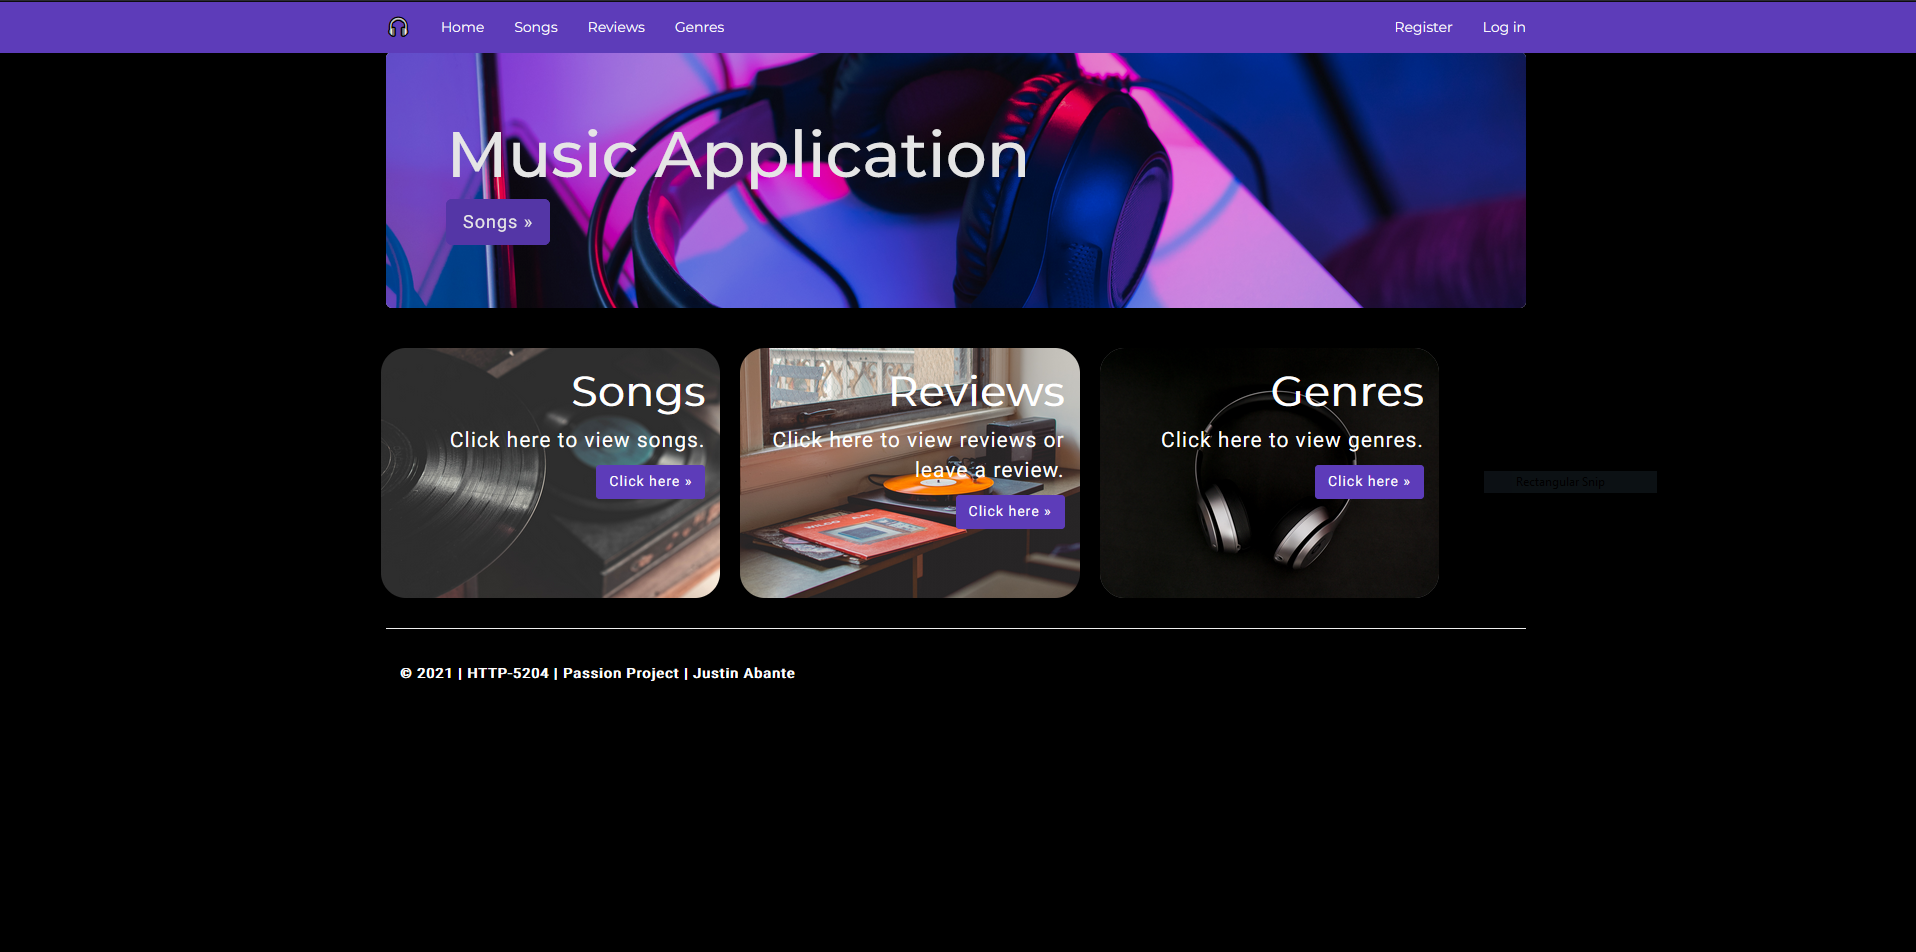 Home Songs Reviews Genres Register Log in
Music Application
Songs »
Songs
Click here to view songs.
Click here »
Reviews
Click here to view reviews or
leave a review.
Click here »
WILCO A.M.
Genres
Click here to view genres.
Click here »
Rectangular Snip
© 2021 | HTTP-5204 | Passion Project | Justin Abante